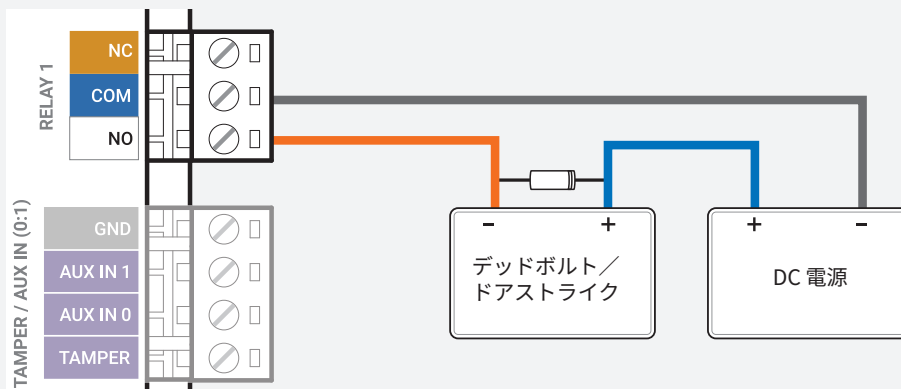 RELAY 1
NC
COM
NO
TAMPER / AUX IN (0:1)
GND
AUX IN 1
AUX IN 0
TAMPER
- +
デッドボルト／
ドアストライク
+ -
DC 電源